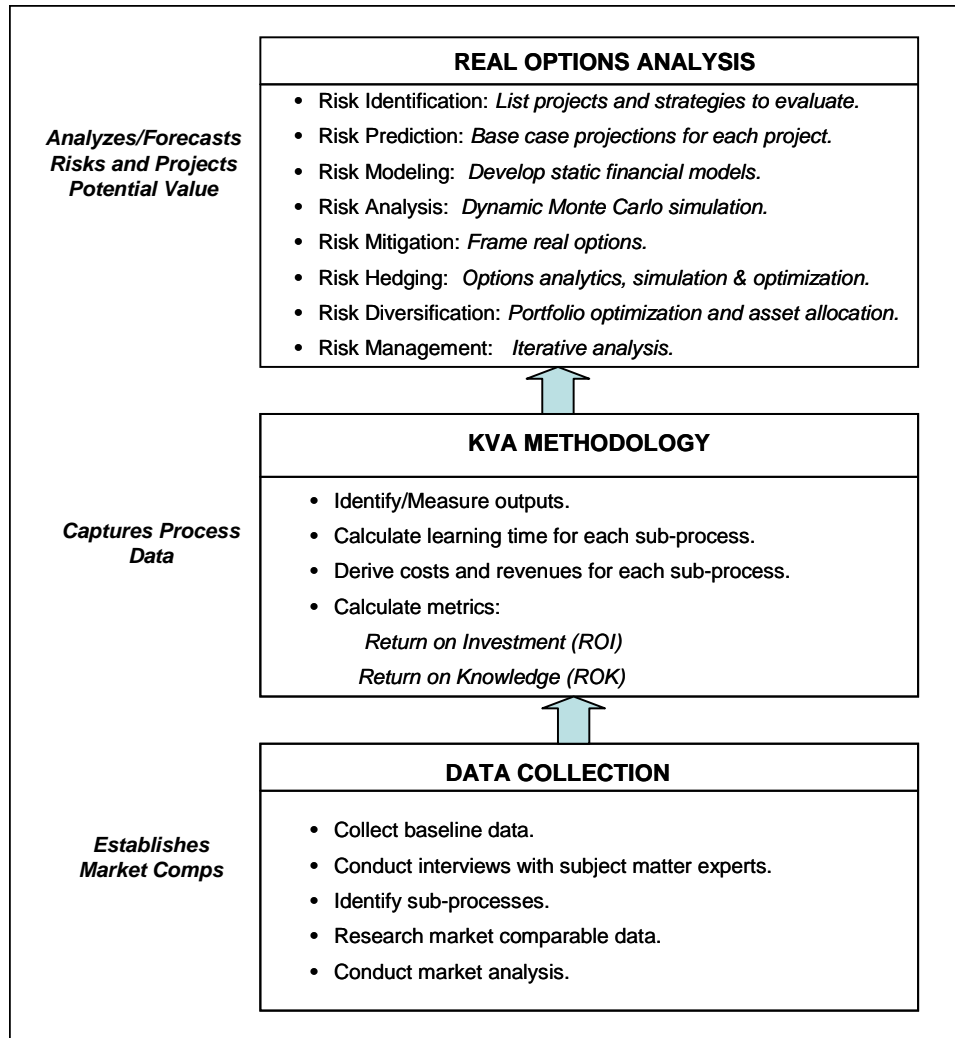 REAL OPTIONS ANALYSIS
Analyzes/Forecasts
Risks and Projects
Potential Value
• Risk Identification: List projects and strategies to evaluate.
• Risk Prediction: Base case projections for each project.
• Risk Modeling: Develop static financial models.
• Risk Analysis: Dynamic Monte Carlo simulation.
• Risk Mitigation: Frame real options.
• Risk Hedging: Options analytics, simulation & optimization.
• Risk Diversification: Portfolio optimization and asset allocation.
• Risk Management: Iterative analysis.
KVA METHODOLOGY
Captures Process
Data
• Identify/Measure outputs.
• Calculate learning time for each sub-process.
• Derive costs and revenues for each sub-process.
• Calculate metrics:
Return on Investment (ROI)
Return on Knowledge (ROK)
DATA COLLECTION
Establishes
Market Comps
• Collect baseline data.
• Conduct interviews with subject matter experts.
• Identify sub-processes.
• Research market comparable data.
• Conduct market analysis.